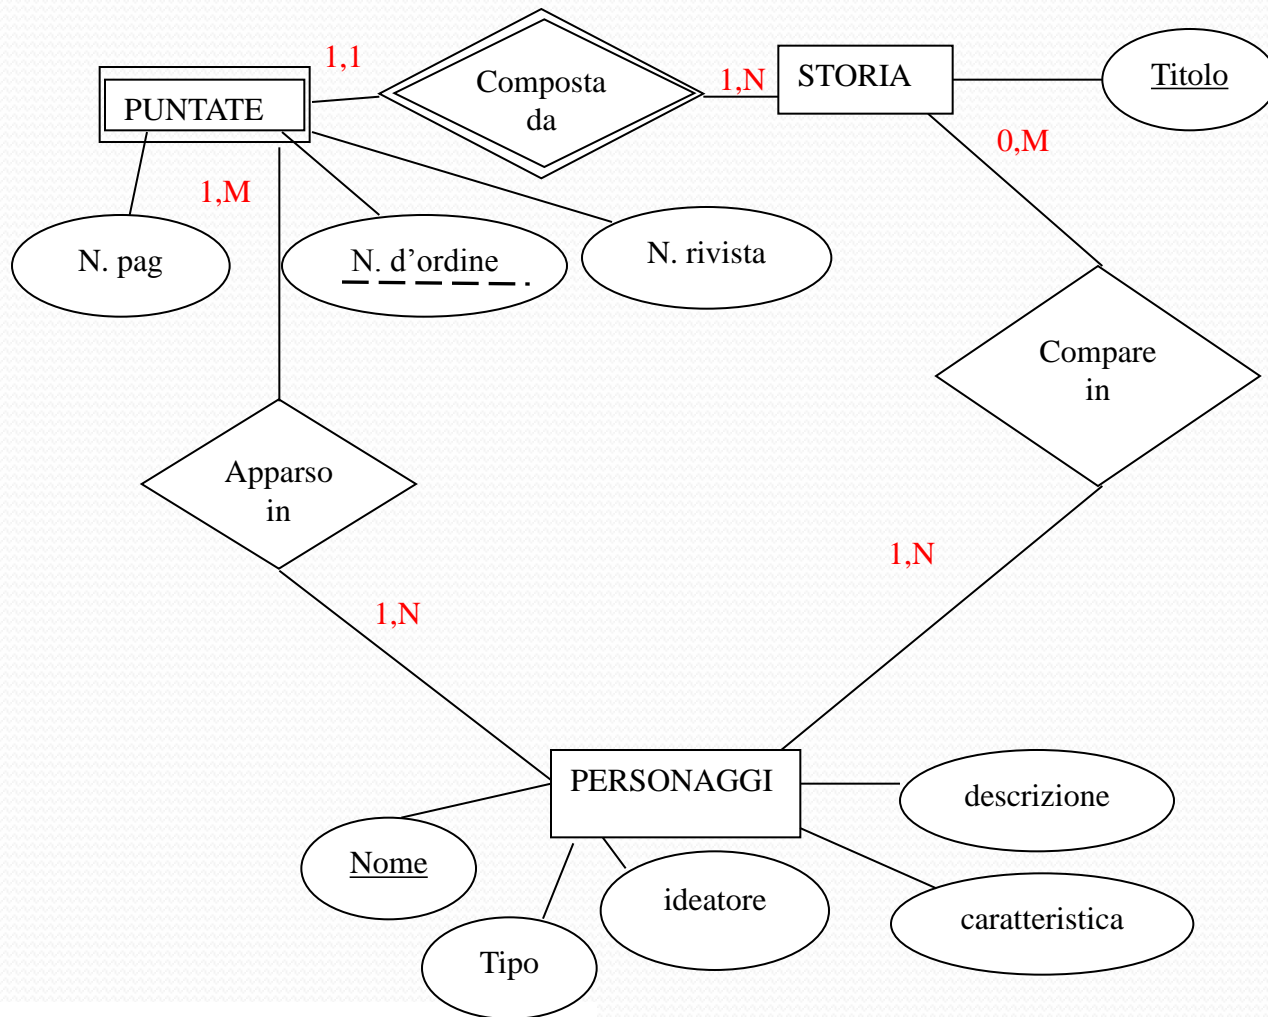 1,1
Composta
da
1,N
STORIA
Titolo
PUNTATE
0,M
1,M
N. pag
N. d'ordine
N. rivista
Compare
in
Apparso
in
1,N
1,N
PERSONAGGI
descrizione
Nome
ideatore
caratteristica
Tipo